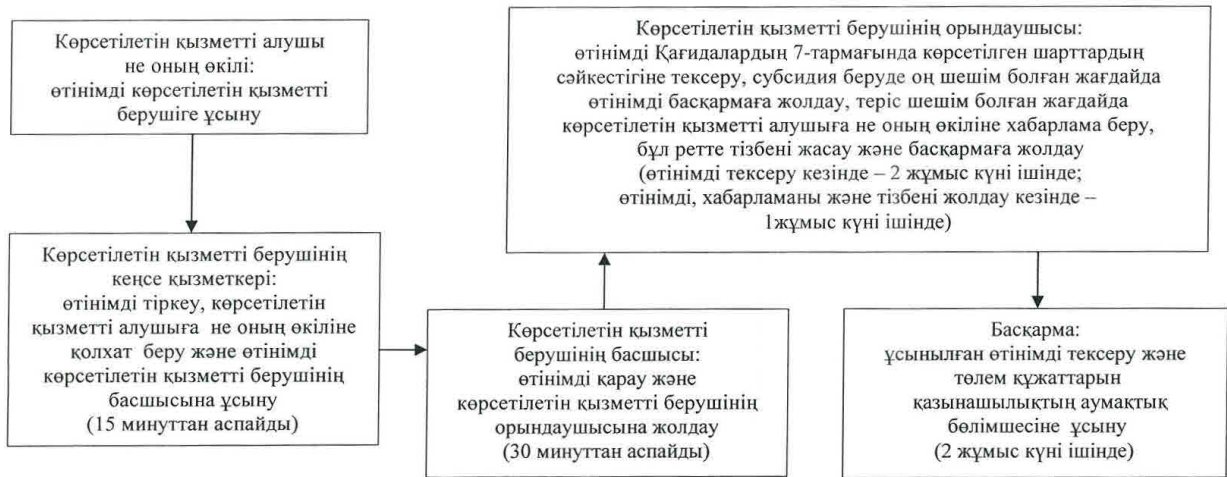 Көрсетілетін қызметті алушы
не оның өкілі:
өтінімді көрсетілетін қызметті
берушіге ұсыну
Көрсетілетін қызметті берушінің
кеңсе қызметкері:
өтінімді тіркеу, көрсетілетін
қызметті алушыға не оның өкіліне
қолхат беру және өтінімді
көрсетілетін қызметті берушінің
басшысына ұсыну
(15 минуттан аспайды)
Көрсетілетін қызметті
берушінің басшысы:
өтінімді қарау және
көрсетілетін қызметті берушінің
орындаушысына жолдау
(30 минуттан аспайды)
Көрсетілетін қызметті берушінің орындаушысы:
өтінімді Қағидалардың 7-тармағында көрсетілген шарттардың
сәйкестігіне тексеру, субсидия беруде оң шешім болған жағдайда
өтінімді басқармаға жолдау, теріс шешім болған жағдайда
көрсетілетін қызметті алушыға не оның өкіліне хабарлама беру,
бұл ретте тізбені жасау және басқармаға жолдау
(өтінімді тексеру кезінде – 2 жұмыс күні ішінде;
өтінімді, хабарламаны және тізбені жолдау кезінде –
1жұмыс күні ішінде)
Басқарма:
ұсынылған өтінімді тексеру және
төлем құжаттарын
қазынашылықтың аумақтық
бөлімшесіне ұсыну
(2 жұмыс күні ішінде)